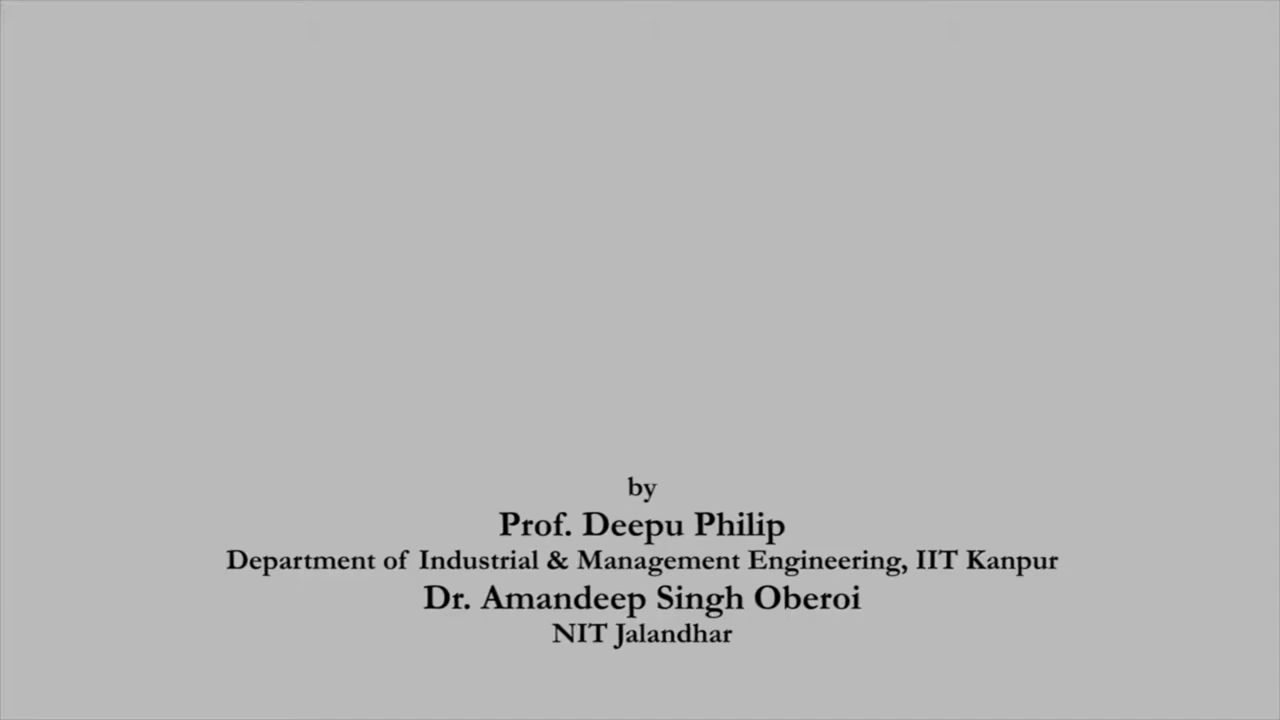 by
Prof. Deepu Philip
Department of Industrial & Management Engineering, IIT Kanpur
Dr. Amandeep Singh Oberoi
NIT Jalandhar